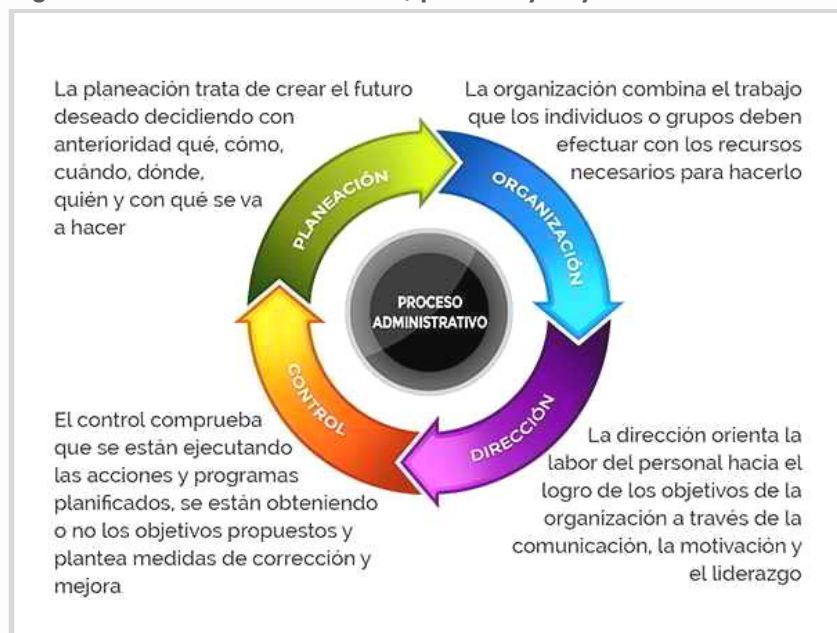 La planeación trata de crear el futuro
deseado decidiendo con
anterioridad qué, cómo,
cuándo, dónde,
quién y con qué se va
a hacer
La organización combina el trabajo
que los individuos o grupos deben
efectuar con los recursos
necesarios para hacerlo
PLANEACIÓN
ORGANIZACIÓN
PROCESO
ADMINISTRATIVO
CONTROL
DIRECCIÓN
El control comprueba
que se están ejecutando
las acciones y programas
planificados, se están obteniendo
o no los objetivos propuestos y
plantea medidas de corrección y
mejora
La dirección orienta la
labor del personal hacia el
logro de los objetivos de la
organización a través de la
comunicación, la motivación y
el liderazgo